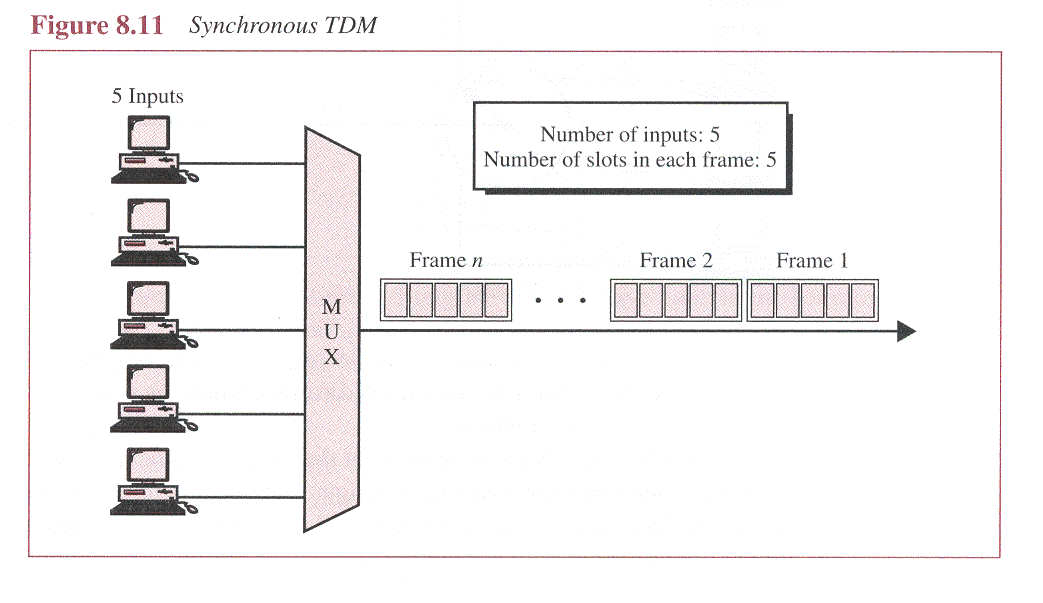 Figure 8.11 Synchronous TDM
5 Inputs
Number of inputs: 5
Number of slots in each frame: 5
Frame n
Frame 2
Frame 1
. . .
M
U
X